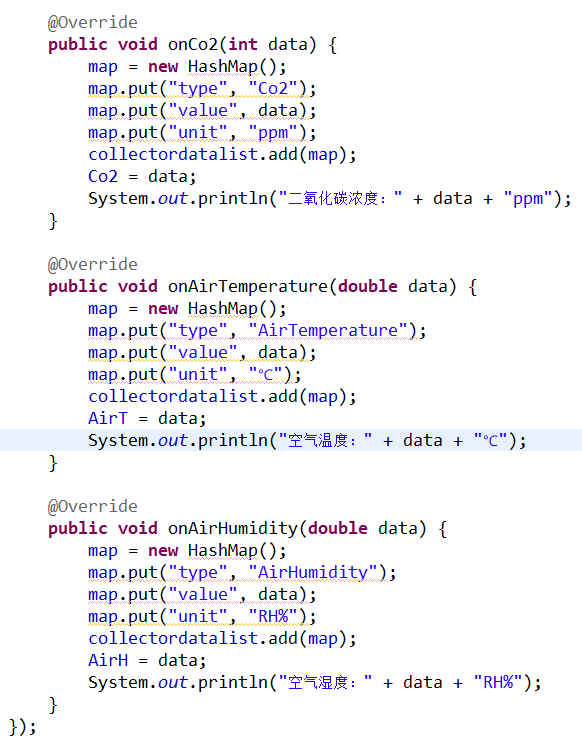 @Override
public void onCo2(int data) {
map = new HashMap();
map.put("type", "Co2");
map.put("value", data);
map.put("unit", "ppm");
collectordatalist.add(map);
Co2 = data;
System.out.println("二氧化碳浓度：" + data + "ppm");
}
@Override
public void onAirTemperature(double data) {
map = new HashMap();
map.put("type", "AirTemperature");
map.put("value", data);
map.put("unit", "℃");
collectordatalist.add(map);
AirT = data;
System.out.println("空气温度：" + data + "℃");
}
@Override
public void onAirHumidity(double data) {
map = new HashMap();
map.put("type", "AirHumidity");
map.put("value", data);
map.put("unit", "RH%");
collectordatalist.add(map);
AirH = data;
System.out.println("空气湿度：" + data + "RH%");
}
});